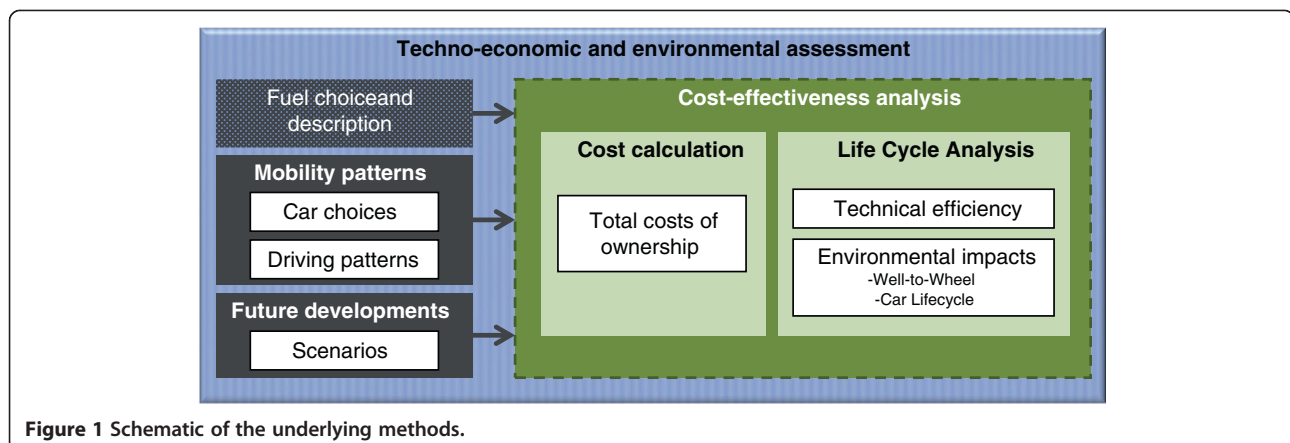 Techno-economic and environmental assessment
Fuel choiceand
description
Mobility patterns
Car choices
Driving patterns
Future developments
Scenarios
Cost-effectiveness analysis
Cost calculation
Total costs of
ownership
Life Cycle Analysis
Technical efficiency
Environmental impacts
-Well-to-Wheel
-Car Lifecycle
Figure 1 Schematic of the underlying methods.